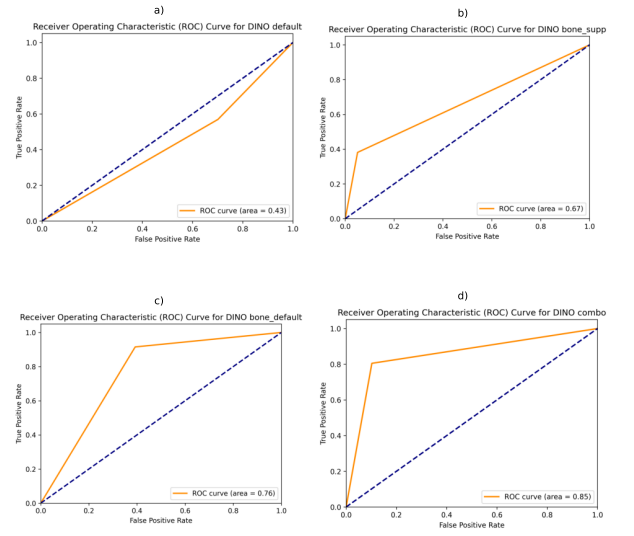 a)
Receiver Operating Characteristic (ROC) Curve for DINO default
True Positive Rate
1.0
0.8
0.6
0.4
0.2
0.0
ROC curve (area = 0.43)
0.0 0.2 0.4 0.6 0.8 1.0
False Positive Rate
b)
Receiver Operating Characteristic (ROC) Curve for DINO bone_supp
True Positive Rate
1.0
0.8
0.6
0.4
0.2
0.0
ROC curve (area = 0.67)
0.0 0.2 0.4 0.6 0.8 1.0
False Positive Rate
c)
Receiver Operating Characteristic (ROC) Curve for DINO bone_default
True Positive Rate
1.0
0.8
0.6
0.4
0.2
0.0
ROC curve (area = 0.76)
0.0 0.2 0.4 0.6 0.8 1.0
False Positive Rate
d)
Receiver Operating Characteristic (ROC) Curve for DINO combo
True Positive Rate
1.0
0.8
0.6
0.4
0.2
0.0
ROC curve (area = 0.85)
0.0 0.2 0.4 0.6 0.8 1.0
False Positive Rate